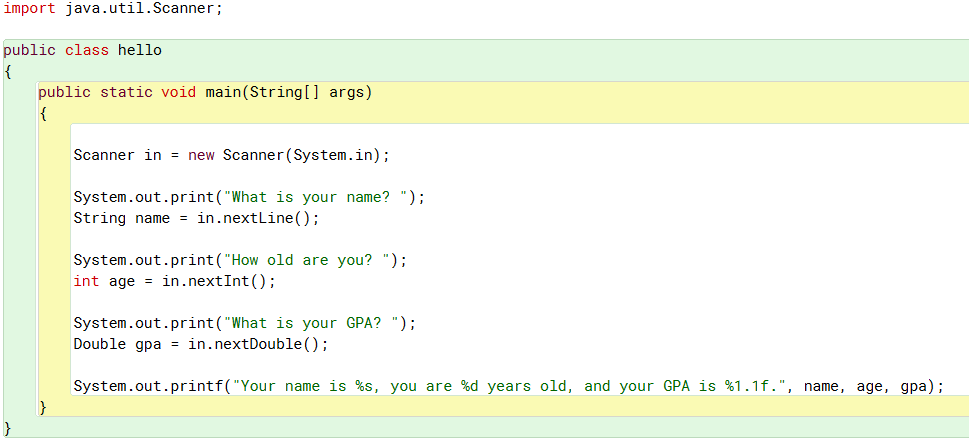 import java.util.Scanner;
public class hello
{
public static void main(String[] args)
{
Scanner in = new Scanner(System.in);
System.out.print("What is your name? ");
String name = in.nextLine();
System.out.print("How old are you? ");
int age = in.nextInt();
System.out.print("What is your GPA? ");
Double gpa = in.nextDouble();
System.out.printf("Your name is %s, you are %d years old, and your GPA is %1.1f.", name, age, gpa);
}
}